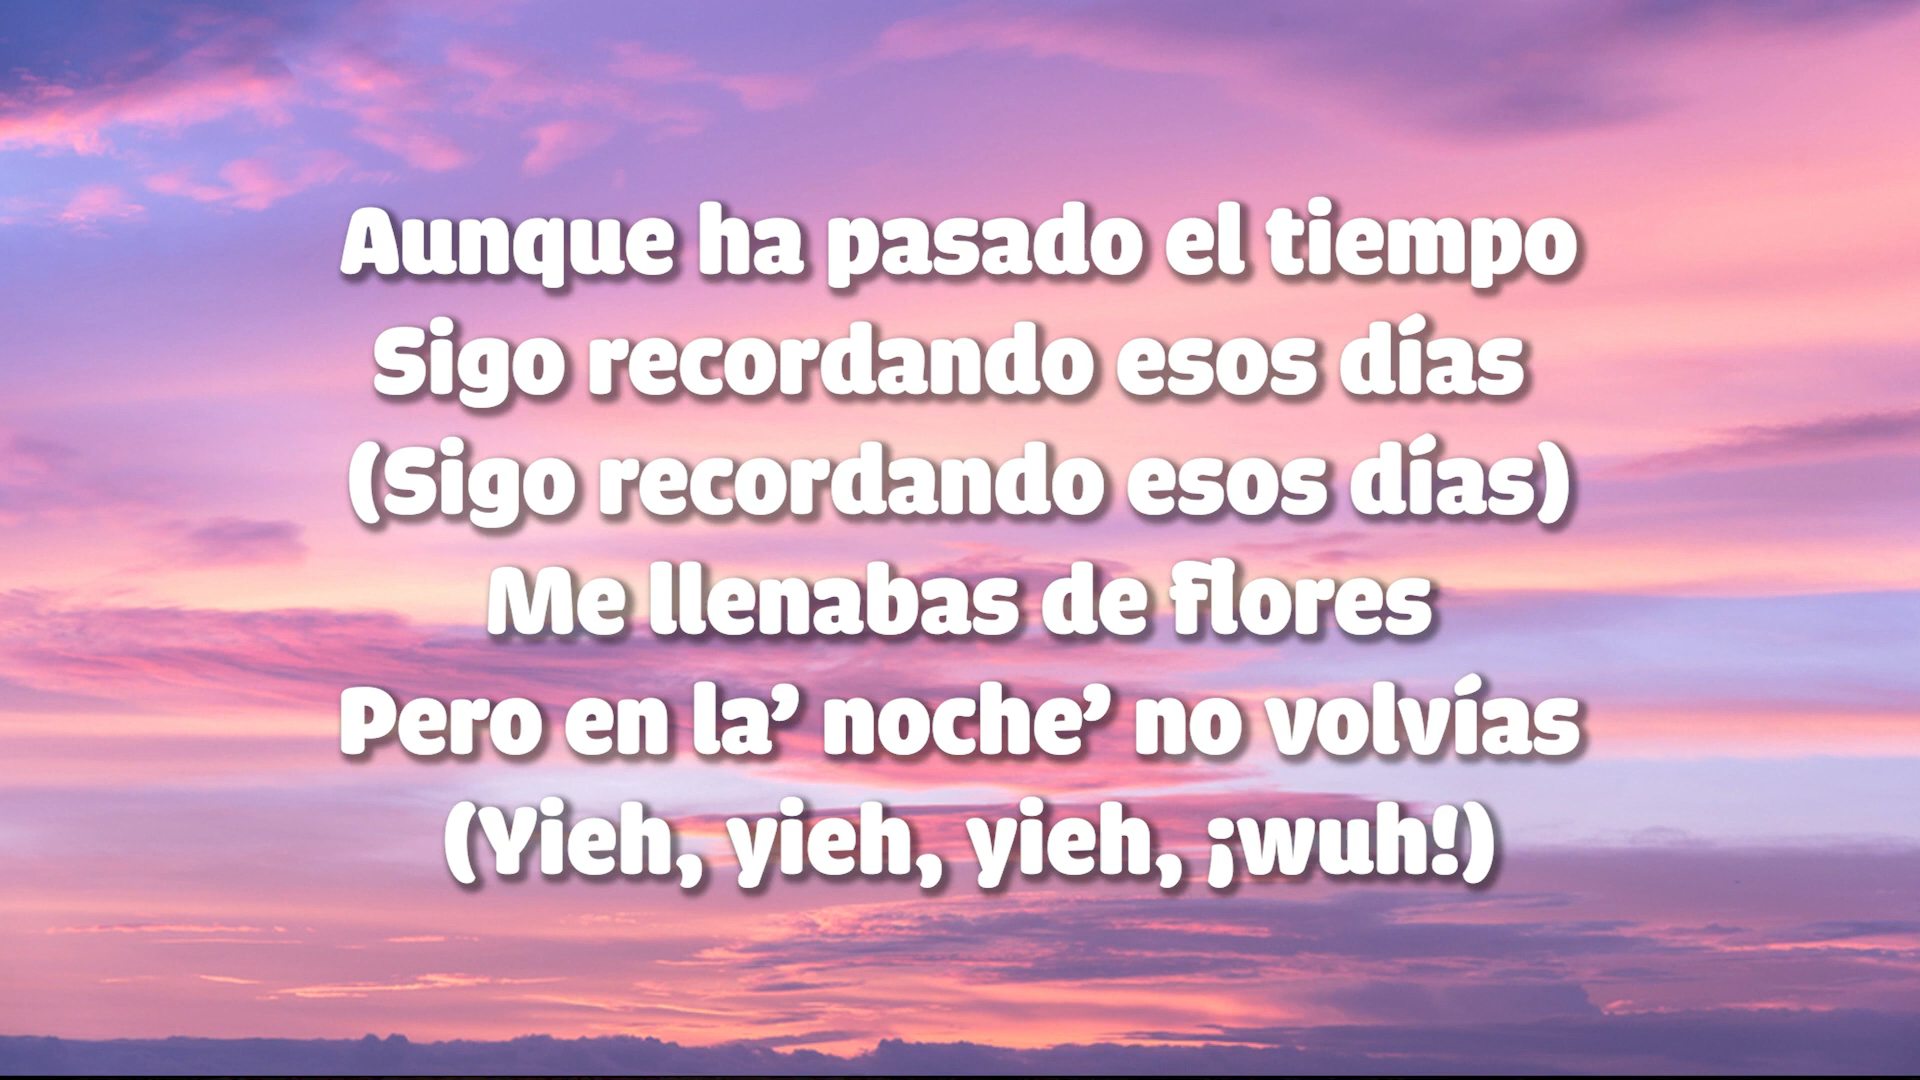 Aunque ha pasado el tiempo
Sigo recordando esos días
(Sigo recordando esos días)
Me llenabas de flores
Pero en la’ noche’ no volvías
(Yieh, yieh, yieh, ¡wuh!)